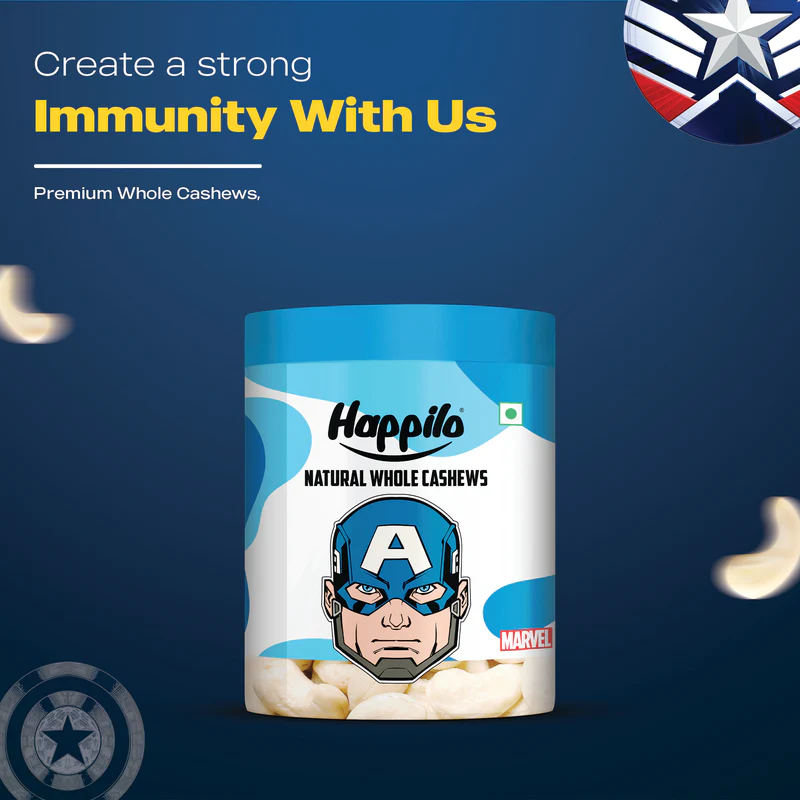 Create a strong
Immunity With Us
Premium Whole Cashews,
Happilo®
NATURAL WHOLE CASHEWS
A
MARVEL